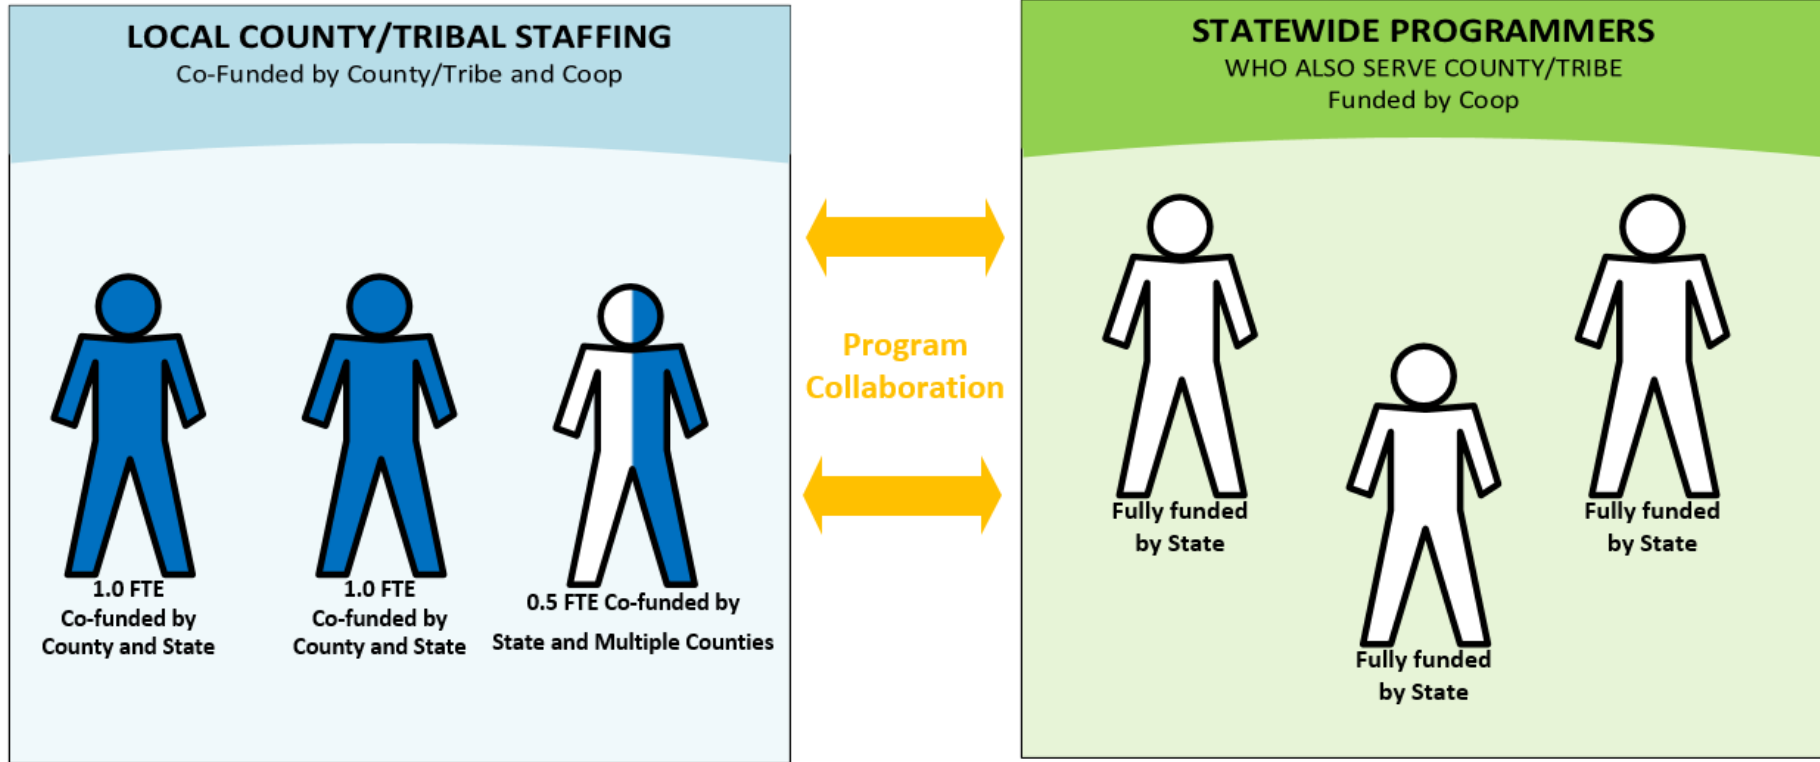 LOCAL COUNTY/TRIBAL STAFFING
Co-Funded by County/Tribe and Coop
1.0 FTE
Co-funded by
County and State
1.0 FTE
Co-funded by
County and State
0.5 FTE Co-funded by
State and Multiple Counties
Program
Collaboration
STATEWIDE PROGRAMMERS
WHO ALSO SERVE COUNTY/TRIBE
Funded by Coop
Fully funded
by State
Fully funded
by State
Fully funded
by State